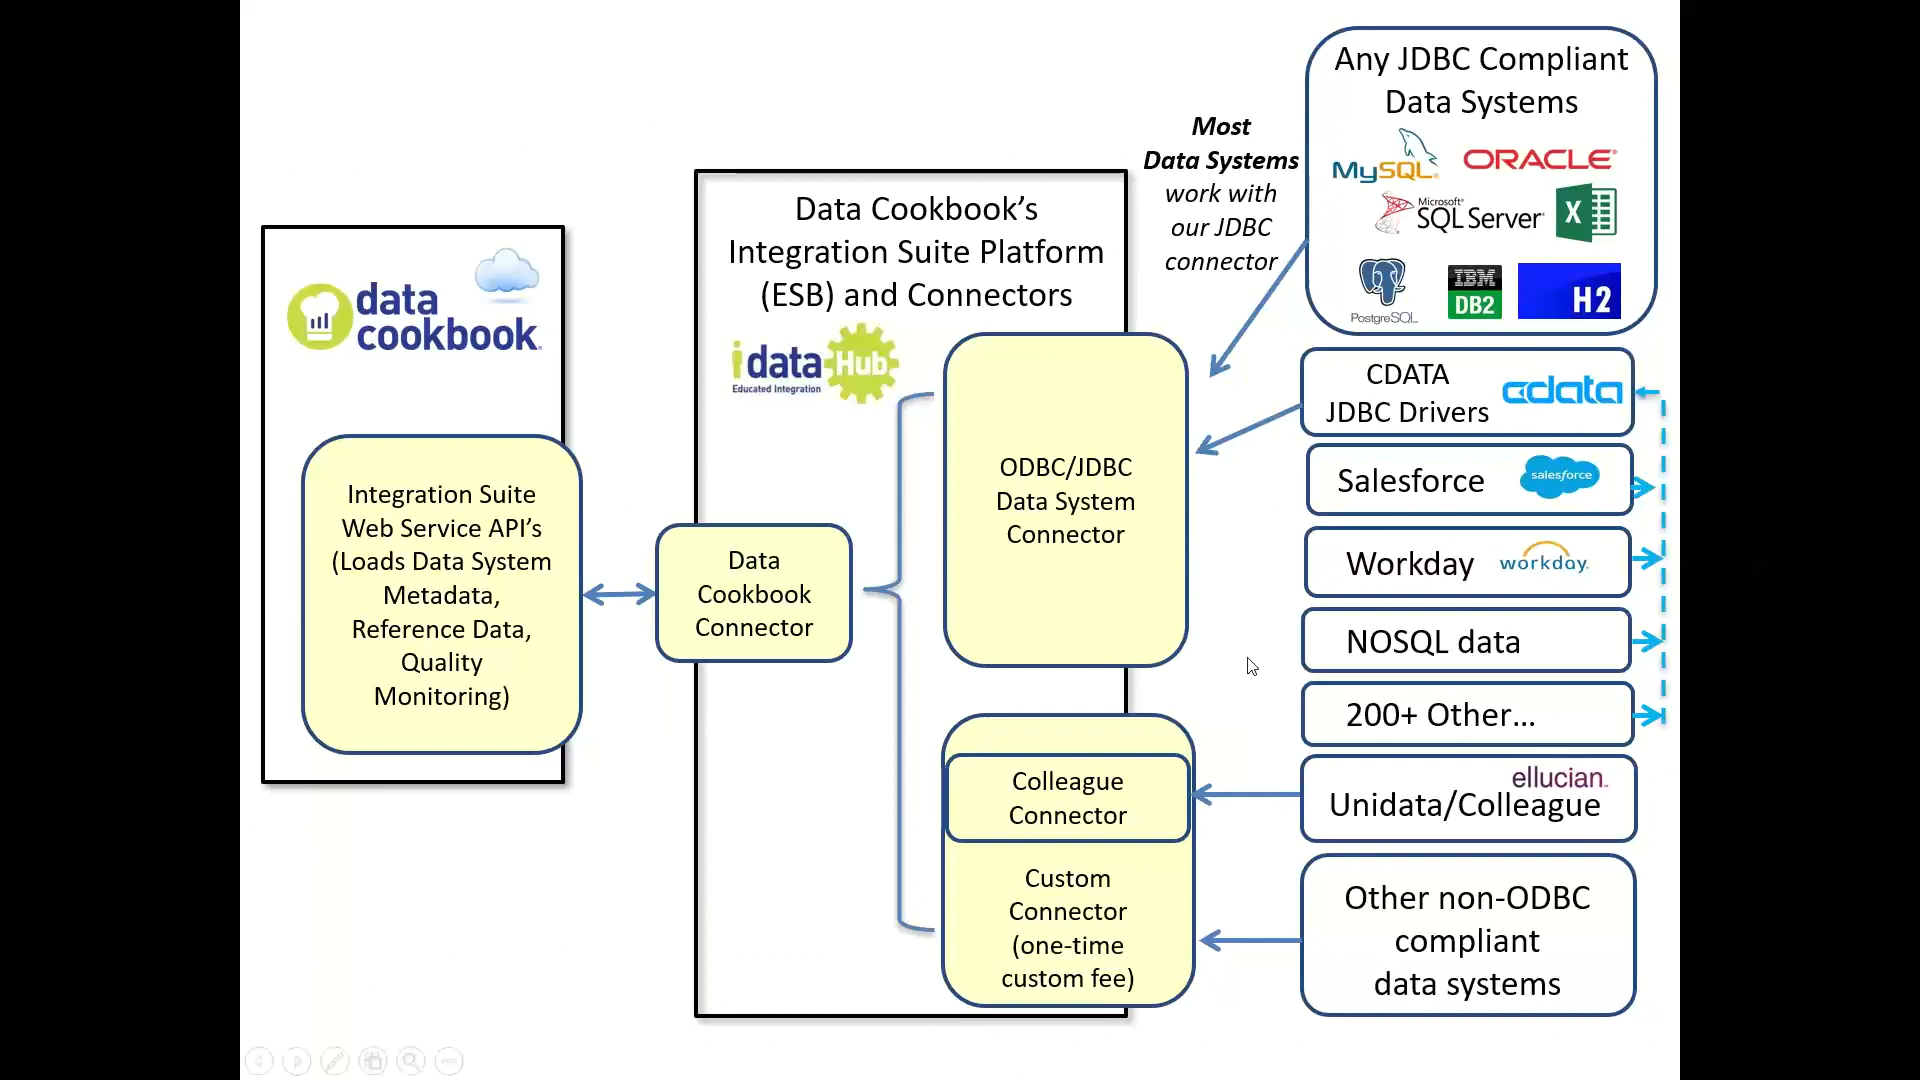 Any JDBC Compliant
Data Systems
MySQL
ORACLE
Microsoft
SQL Server
X
PostgreSQL
IBM
DB2
H2
Most
Data Systems
work with
our JDBC
connector
Data Cookbook’s
Integration Suite Platform
(ESB) and Connectors
idata Hub
Educated Integration
data
cookbook
Integration Suite
Web Service API’s
(Loads Data System
Metadata,
Reference Data,
Quality
Monitoring)
Data
Cookbook
Connector
ODBC/JDBC
Data System
Connector
Colleague
Connector
Custom
Connector
(one-time
custom fee)
CDATA
JDBC Drivers
cdata
Salesforce
salesforce
Workday
workday.
NOSQL data
200+ Other…
ellucian
Unidata/Colleague
Other non-ODBC
compliant
data systems